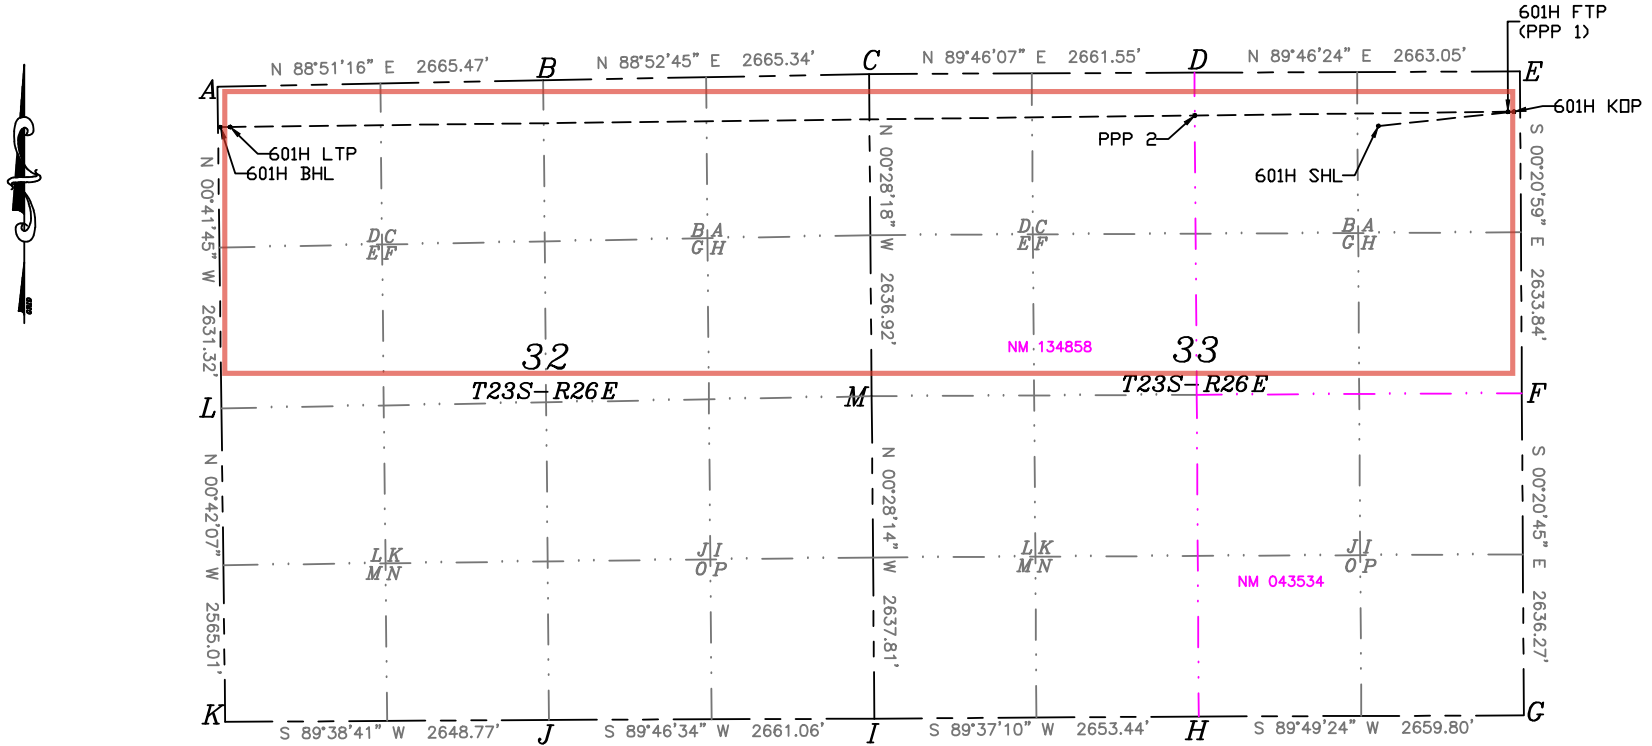 601H FTP
(PPP 1)
N 88°51'16" E 2665.47'
B
N 88°52'45" E 2665.34'
C
N 89°46'07" E 2661.55'
D
N 89°46'24" E 2663.05'
E
A
601H KOP
601H LTP
601H BHL
PPP 2
601H SHL
N 00°41'45" W 2631.32'
N 00°28'18" W 2636.92'
S 00°20'59" E 2633.84'
D C
E F
B A
G H
D C
E F
B A
G H
32
T23S-R26E
NM 134858
33
T23S-R26E
L
M
F
N 00°42'07" W 2565.01'
N 00°28'14" W 2637.81'
S 00°20'45" E 2636.27'
L K
M N
J I
O P
L K
M N
J I
O P
NM 043534
K
S 89°38'41" W 2648.77'
J
S 89°46'34" W 2661.06'
I
S 89°37'10" W 2653.44'
H
S 89°49'24" W 2659.80'
G